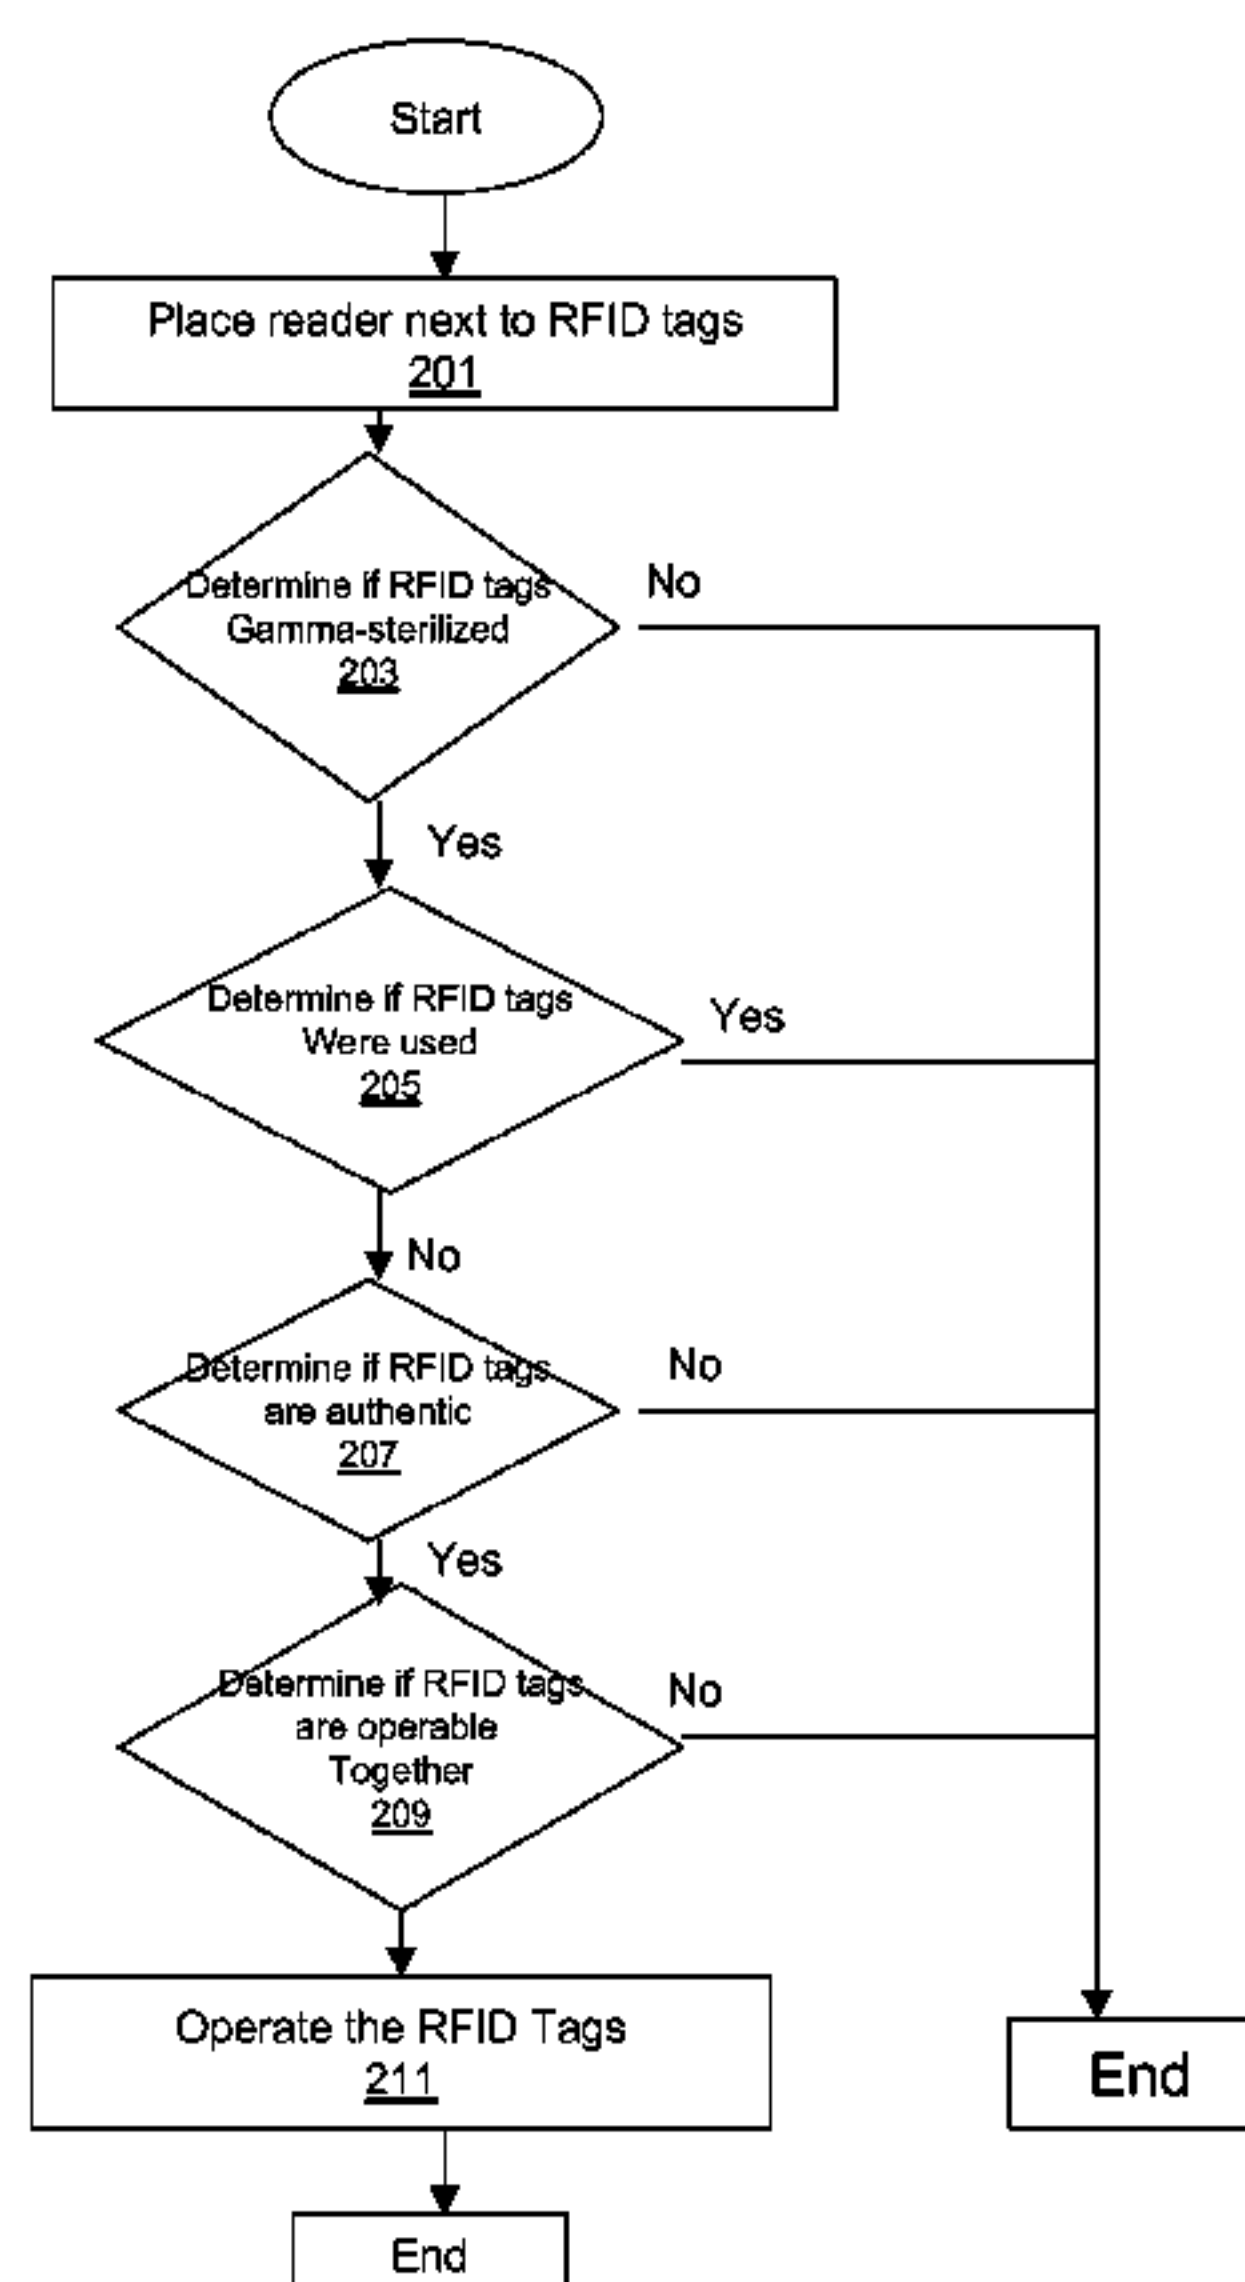 Start
Place reader next to RFID tags
201
Determine if RFID tags
Gamma-sterilized
203
No
Yes
Determine if RFID tags
Were used
205
Yes
No
Determine if RFID tags
are authentic
207
No
Yes
Determine if RFID tags
are operable
Together
209
No
Operate the RFID Tags
211
End
End